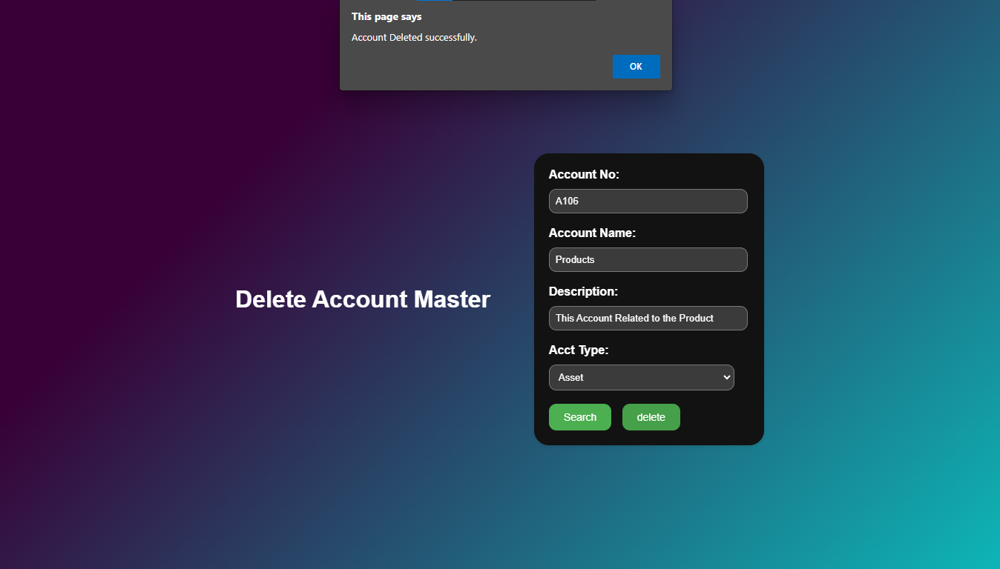 This page says
Account Deleted successfully.
OK
Delete Account Master
Account No:
A106
Account Name:
Products
Description:
This Account Related to the Product
Acct Type:
Asset
Search delete